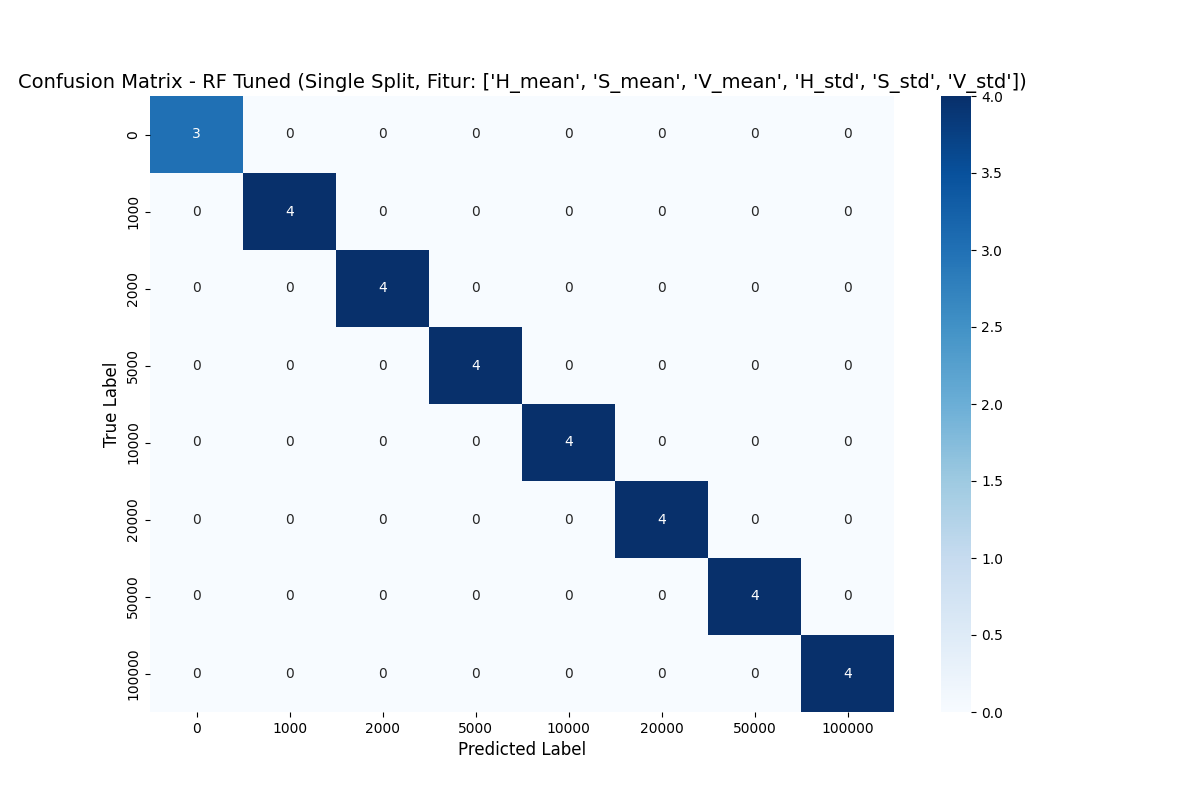 Confusion Matrix - RF Tuned (Single Split, Fitur: ['H_mean', 'S_mean', 'V_mean', 'H_std', 'S_std', 'V_std'])
True Label
0 3 0 0 0 0 0 0 0
1000 0 4 0 0 0 0 0 0
2000 0 0 4 0 0 0 0 0
5000 0 0 0 4 0 0 0 0
10000 0 0 0 0 4 0 0 0
20000 0 0 0 0 0 4 0 0
50000 0 0 0 0 0 0 4 0
100000 0 0 0 0 0 0 0 4
0 1000 2000 5000 10000 20000 50000 100000
Predicted Label
4.0
3.5
3.0
2.5
2.0
1.5
1.0
0.5
0.0